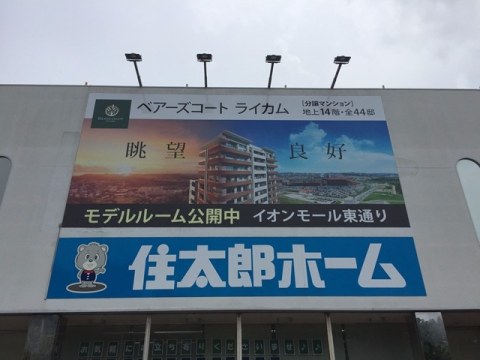 ベアーズコート ライカム
[分譲マンション]
地上14階・全44邸
眺望 良好
モデルルーム公開中 イオンモール東通り
住太郎ホーム